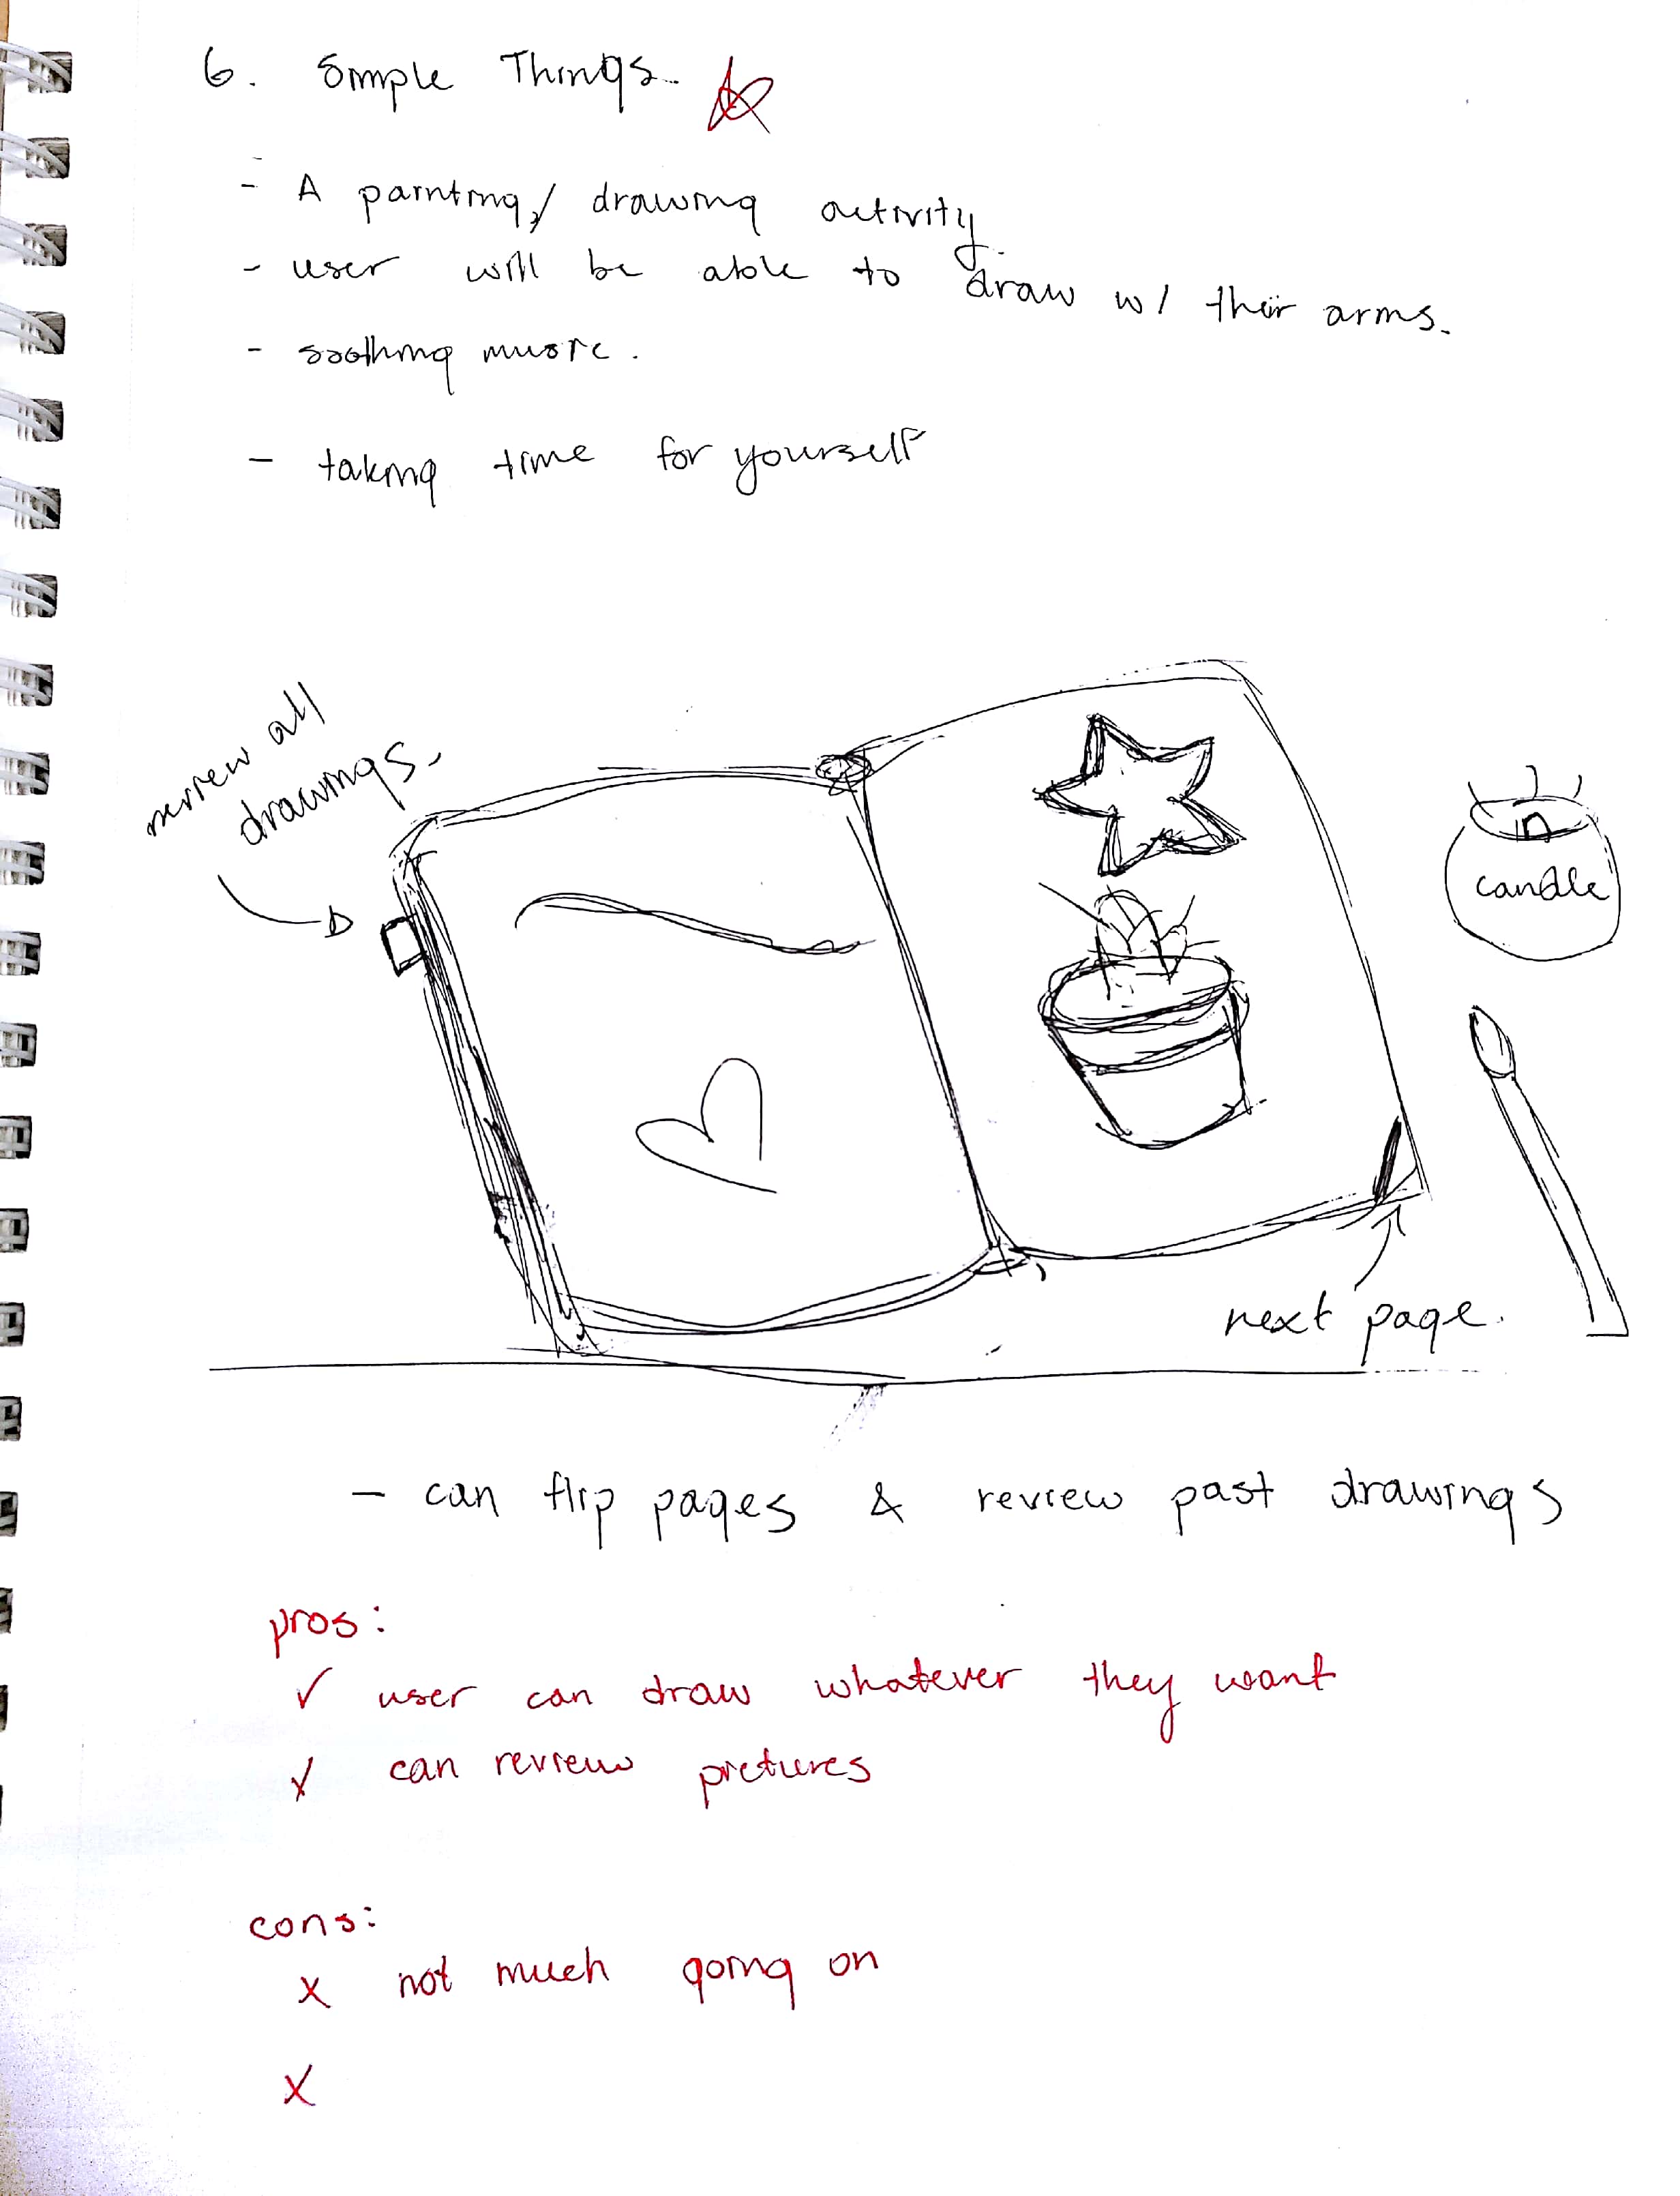 6. Simple Things
- A painting/ drawing activity.
- user will be able to draw w/ their arms.
- soothing music.
- taking time for yourself
review all
drawings.
candle
next page.
- can flip pages & review past drawings
pros:
✓ user can draw whatever they want
✓ can review pictures
cons:
x not much going on
x